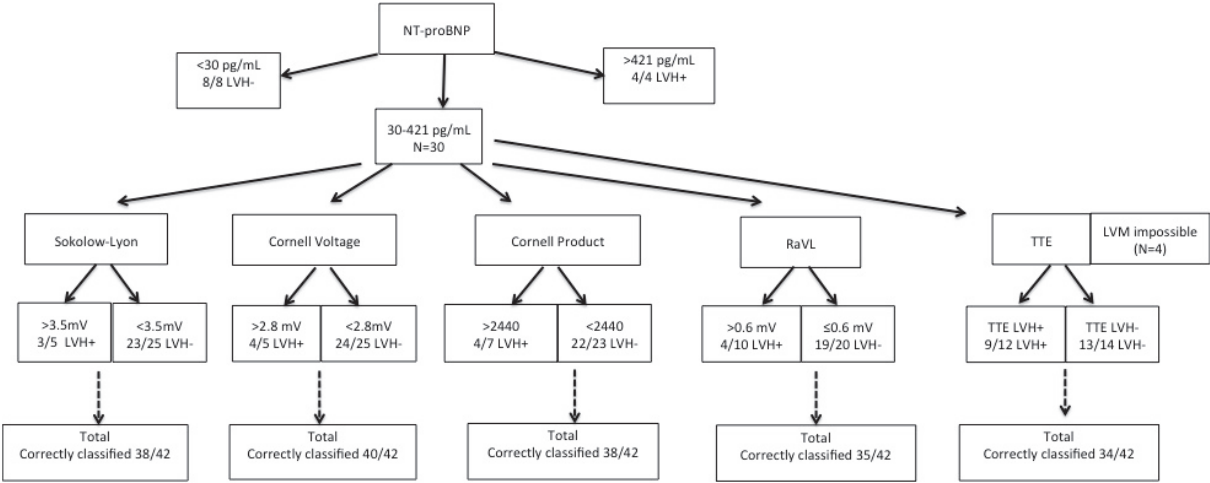 NT-proBNP
<30 pg/mL
8/8 LVH-
>421 pg/mL
4/4 LVH+
30-421 pg/mL
N=30
Sokolow-Lyon
Cornell Voltage
Cornell Product
RaVL
TTE
LVM impossible
(N=4)
>3.5mV
3/5 LVH+
<3.5mV
23/25 LVH-
>2.8 mV
4/5 LVH+
<2.8mV
24/25 LVH-
>2440
4/7 LVH+
<2440
22/23 LVH-
>0.6 mV
4/10 LVH+
≤0.6 mV
19/20 LVH-
TTE LVH+
9/12 LVH+
TTE LVH-
13/14 LVH-
Total
Correctly classified 38/42
Total
Correctly classified 40/42
Total
Correctly classified 38/42
Total
Correctly classified 35/42
Total
Correctly classified 34/42